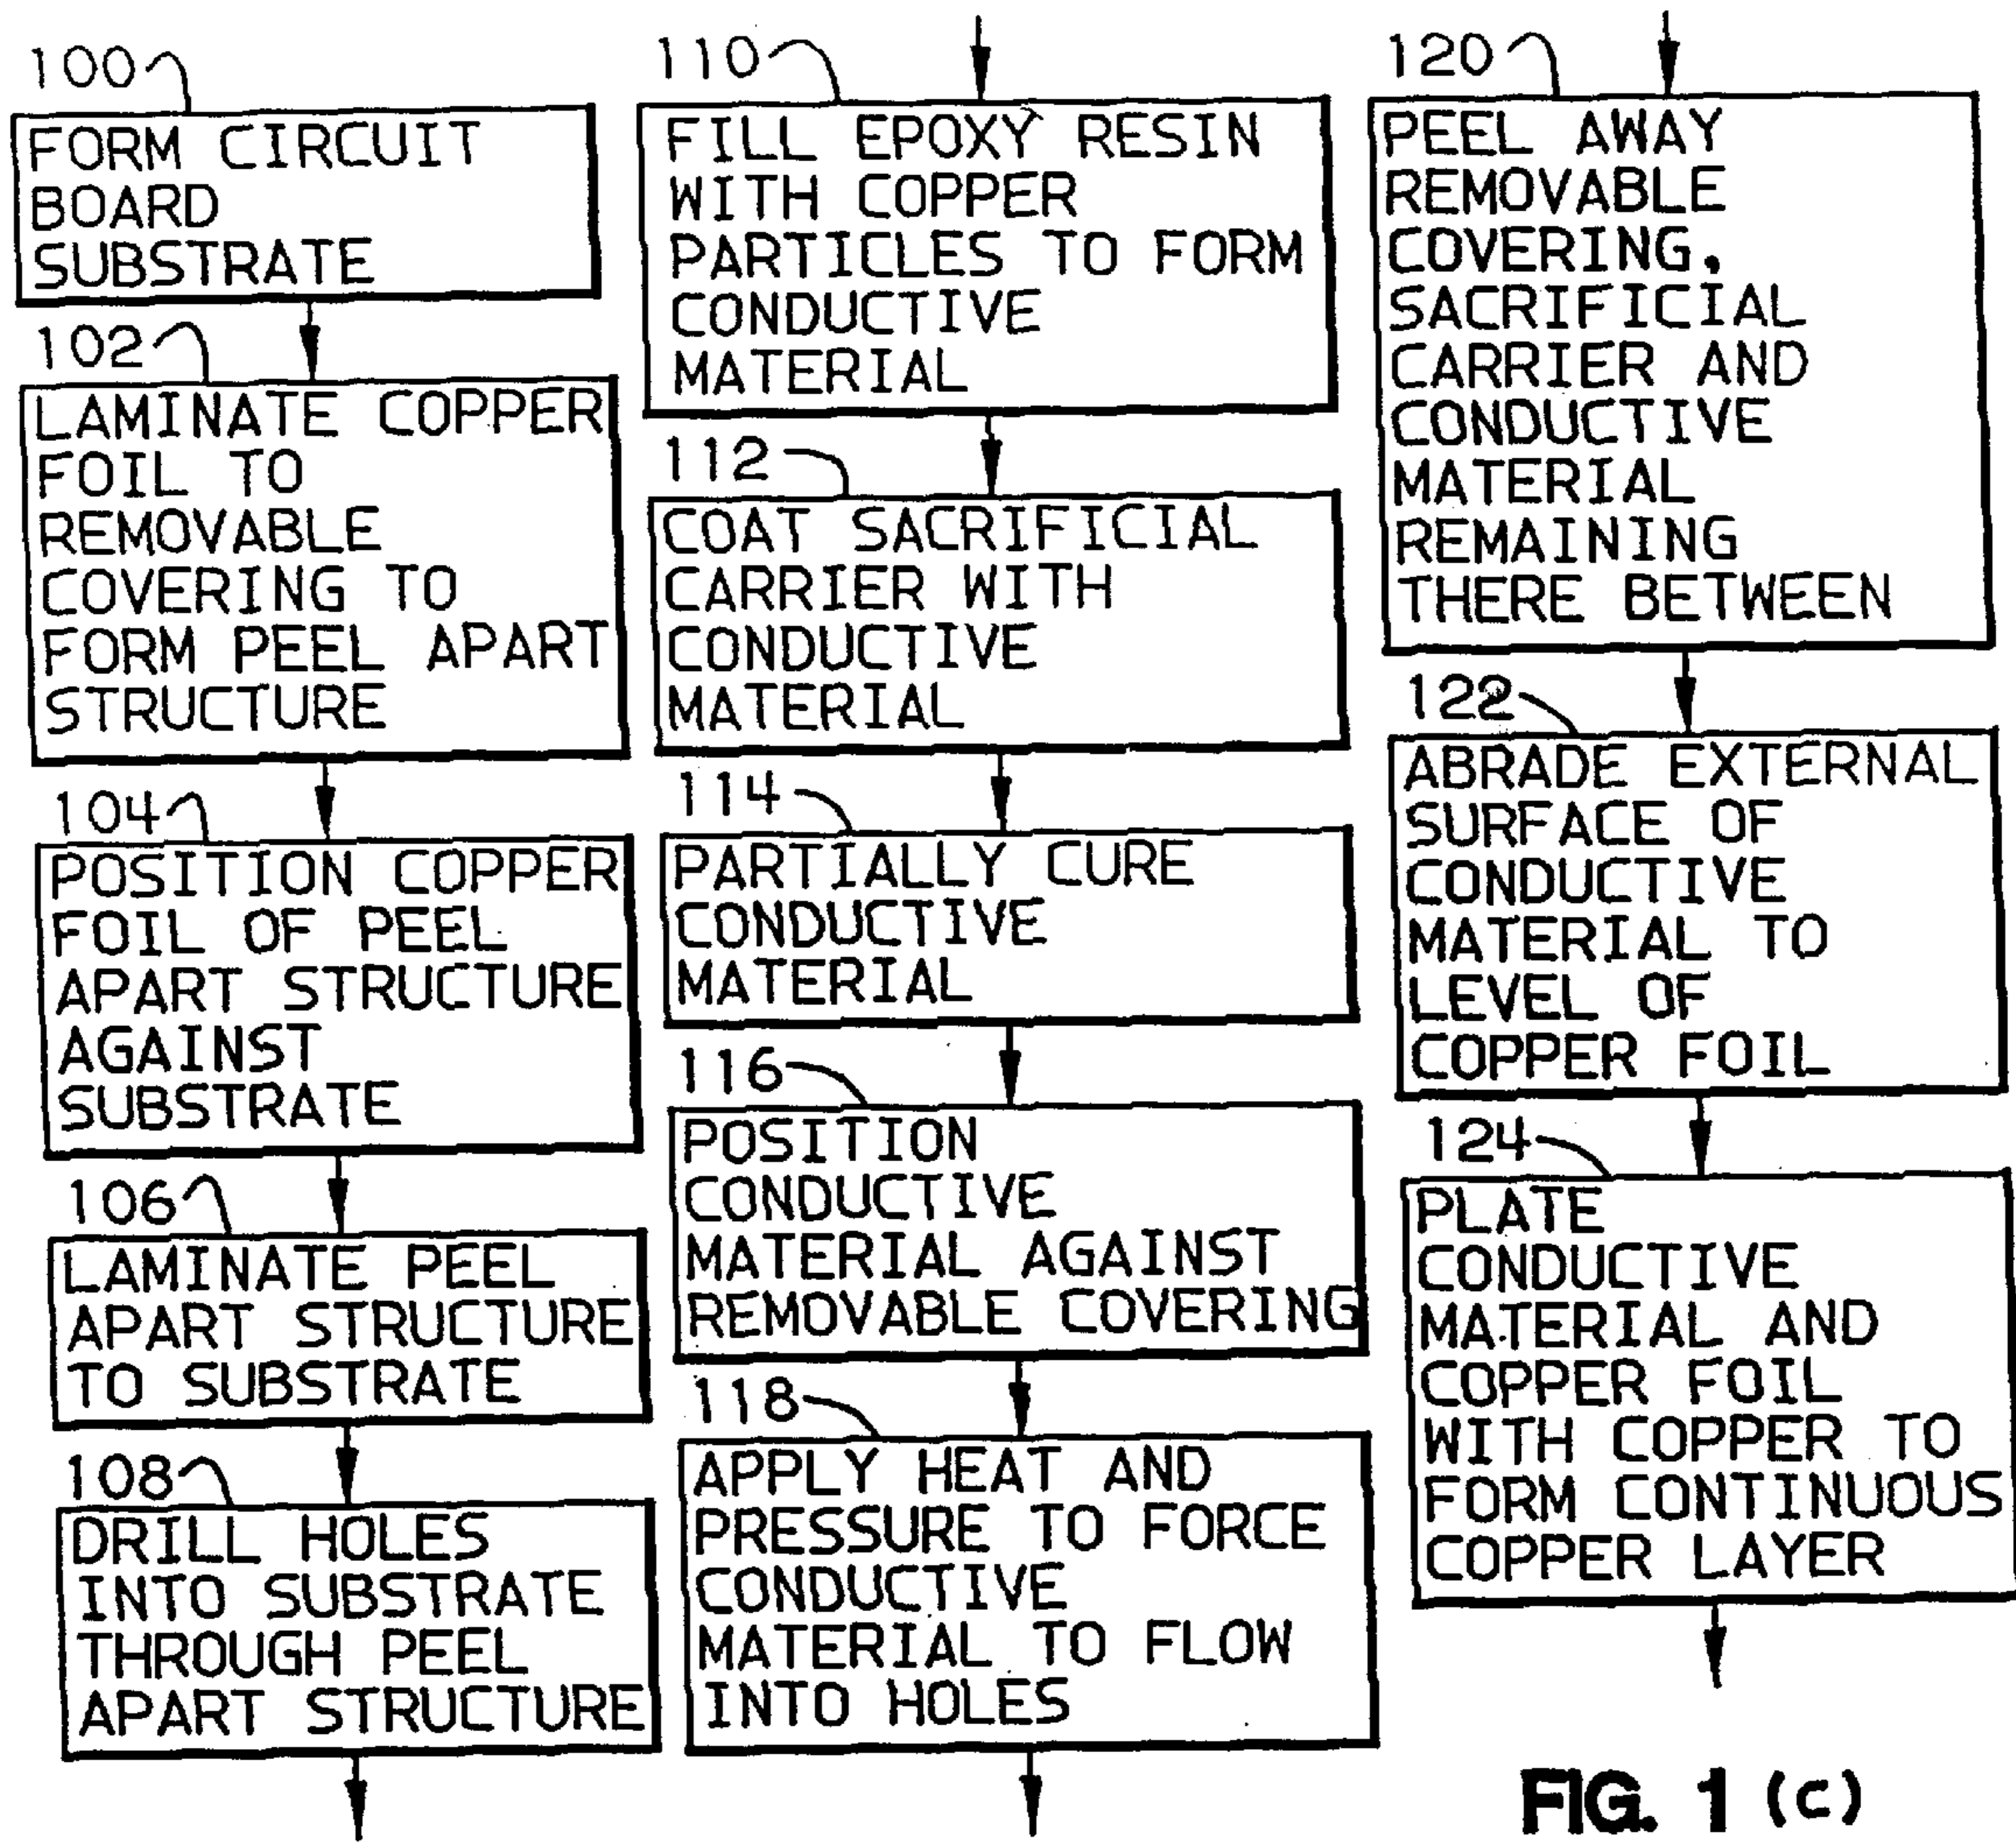 100
FORM CIRCUIT
BOARD
SUBSTRATE
102
LAMINATE COPPER
FOIL TO
REMOVABLE
COVERING TO
FORM PEEL APART
STRUCTURE
104
POSITION COPPER
FOIL OF PEEL
APART STRUCTURE
AGAINST
SUBSTRATE
106
LAMINATE PEEL
APART STRUCTURE
TO SUBSTRATE
108
DRILL HOLES
INTO SUBSTRATE
THROUGH PEEL
APART STRUCTURE
110
FILL EPOXY RESIN
WITH COPPER
PARTICLES TO FORM
CONDUCTIVE
MATERIAL
112
COAT SACRIFICIAL
CARRIER WITH
CONDUCTIVE
MATERIAL
114
PARTIALLY CURE
CONDUCTIVE
MATERIAL
116
POSITION
CONDUCTIVE
MATERIAL AGAINST
REMOVABLE COVERING
118
APPLY HEAT AND
PRESSURE TO FORCE
CONDUCTIVE
MATERIAL TO FLOW
INTO HOLES
120
PEEL AWAY
REMOVABLE
COVERING,
SACRIFICIAL
CARRIER AND
CONDUCTIVE
MATERIAL
REMAINING
THERE BETWEEN
122
ABRADE EXTERNAL
SURFACE OF
CONDUCTIVE
MATERIAL TO
LEVEL OF
COPPER FOIL
124
PLATE
CONDUCTIVE
MATERIAL AND
COPPER FOIL
WITH COPPER TO
FORM CONTINUOUS
COPPER LAYER
FIG. 1 (c)